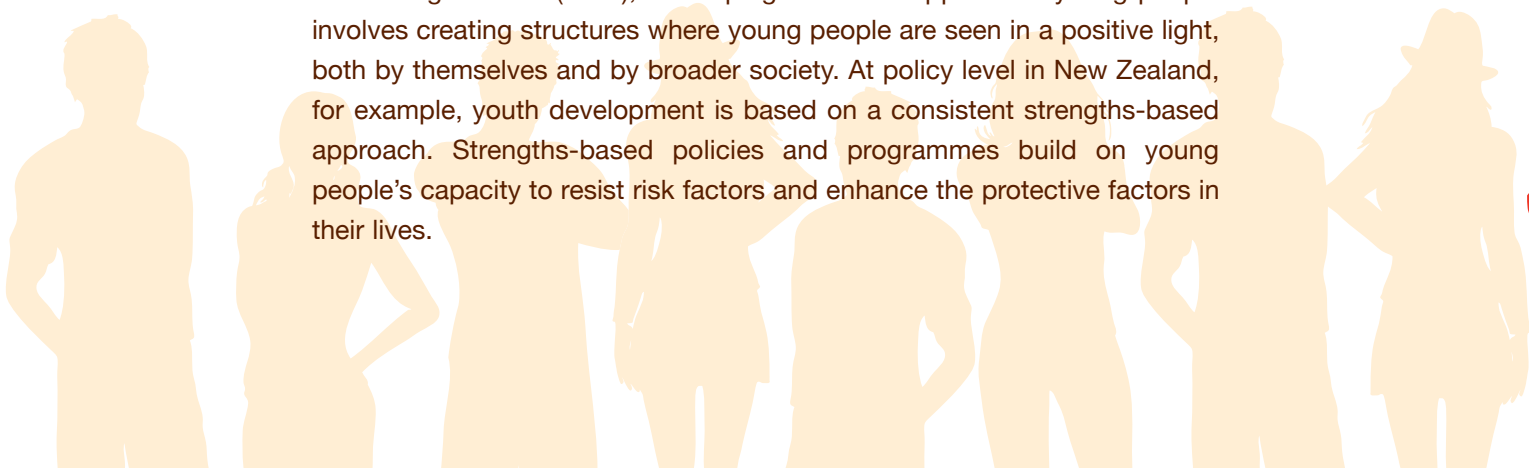 involves creating structures where young people are seen in a positive light,
both by themselves and by broader society. At policy level in New Zealand,
for example, youth development is based on a consistent strengths-based
approach. Strengths-based policies and programmes build on young
people’s capacity to resist risk factors and enhance the protective factors in
their lives.